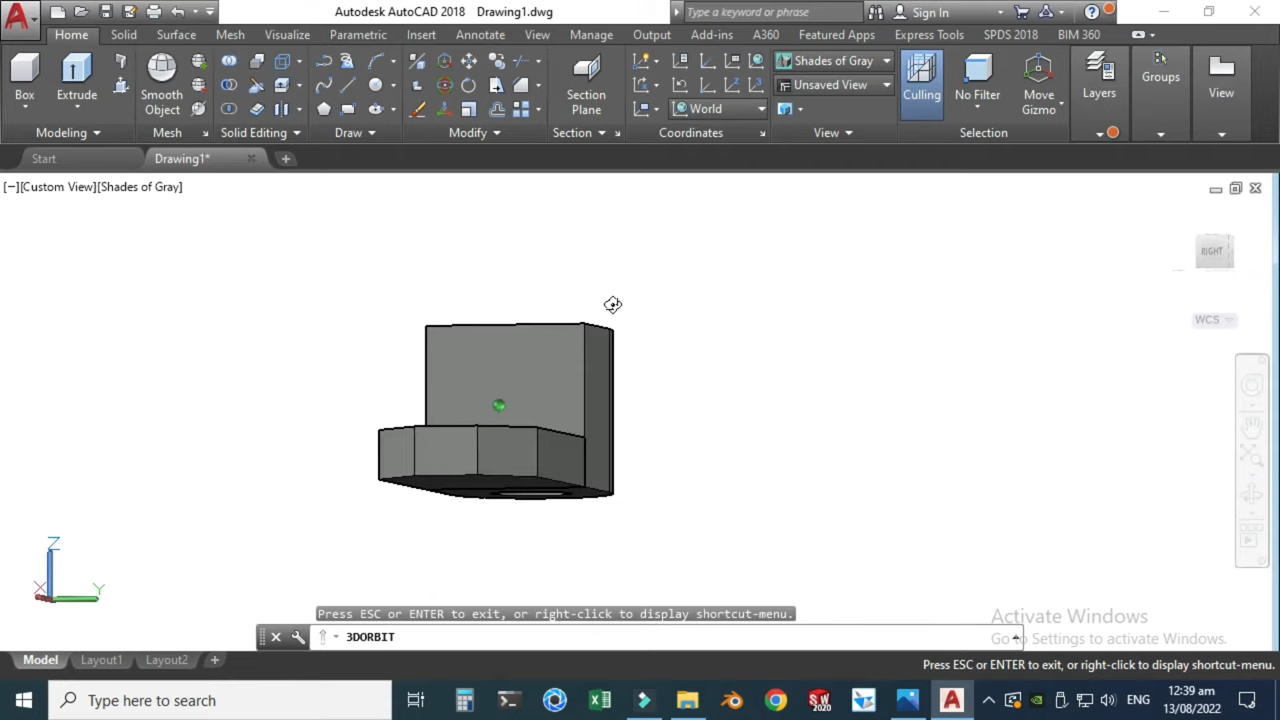 Autodesk AutoCAD 2018 Drawing1.dwg
Type a keyword or phrase
Sign In
Home Solid Surface Mesh Visualize Parametric Insert Annotate View Manage Output Add-ins A360 Featured Apps Express Tools SPDS 2018 BIM 360
Shades of Gray
Unsaved View
World
Box
Extrude
Smooth
Object
Section
Plane
Culling
No Filter
Move
Gizmo
Layers
Groups
View
Modeling
Mesh
Solid Editing
Draw
Modify
Section
Coordinates
View
Selection
Start
Drawing1*
[−][Custom View][Shades of Gray]
RIGHT
WCS
Z
X
Y
Press ESC or ENTER to exit, or right-click to display shortcut-menu.
3DORBIT
Activate Windows
Go to Settings to activate Windows.
Model Layout1 Layout2
Press ESC or ENTER to exit, or right-click to display shortcut-menu.
Type here to search
SW
2020
A
ENG
12:39 am
13/08/2022